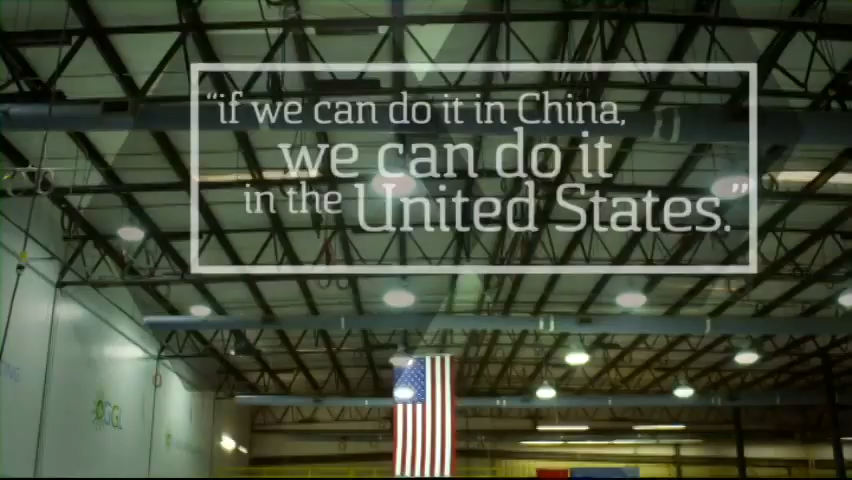 “if we can do it in China,
we can do it
in the United States.”